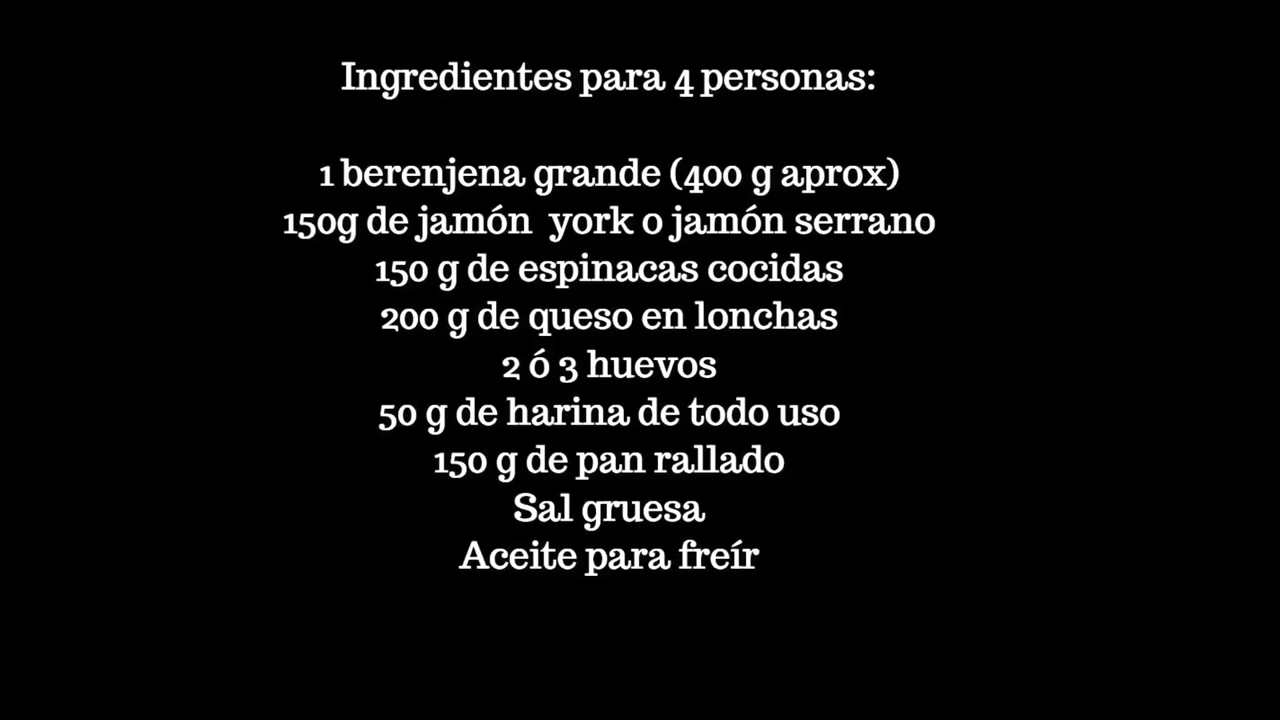 Ingredientes para 4 personas:
1 berenjena grande (400 g aprox)
150g de jamón york o jamón serrano
150 g de espinacas cocidas
200 g de queso en lonchas
2 ó 3 huevos
50 g de harina de todo uso
150 g de pan rallado
Sal gruesa
Aceite para freír